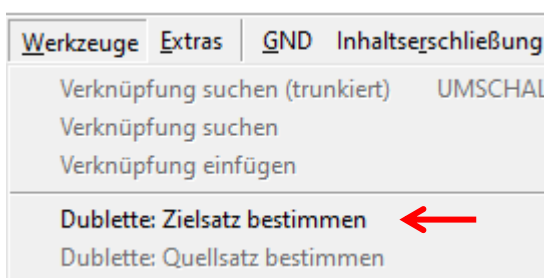 Werkzeuge Extras GND Inhaltserschließung
Verknüpfung suchen (trunkiert) UMSCHAL
Verknüpfung suchen
Verknüpfung einfügen
Dublette: Zielsatz bestimmen
Dublette: Quellsatz bestimmen